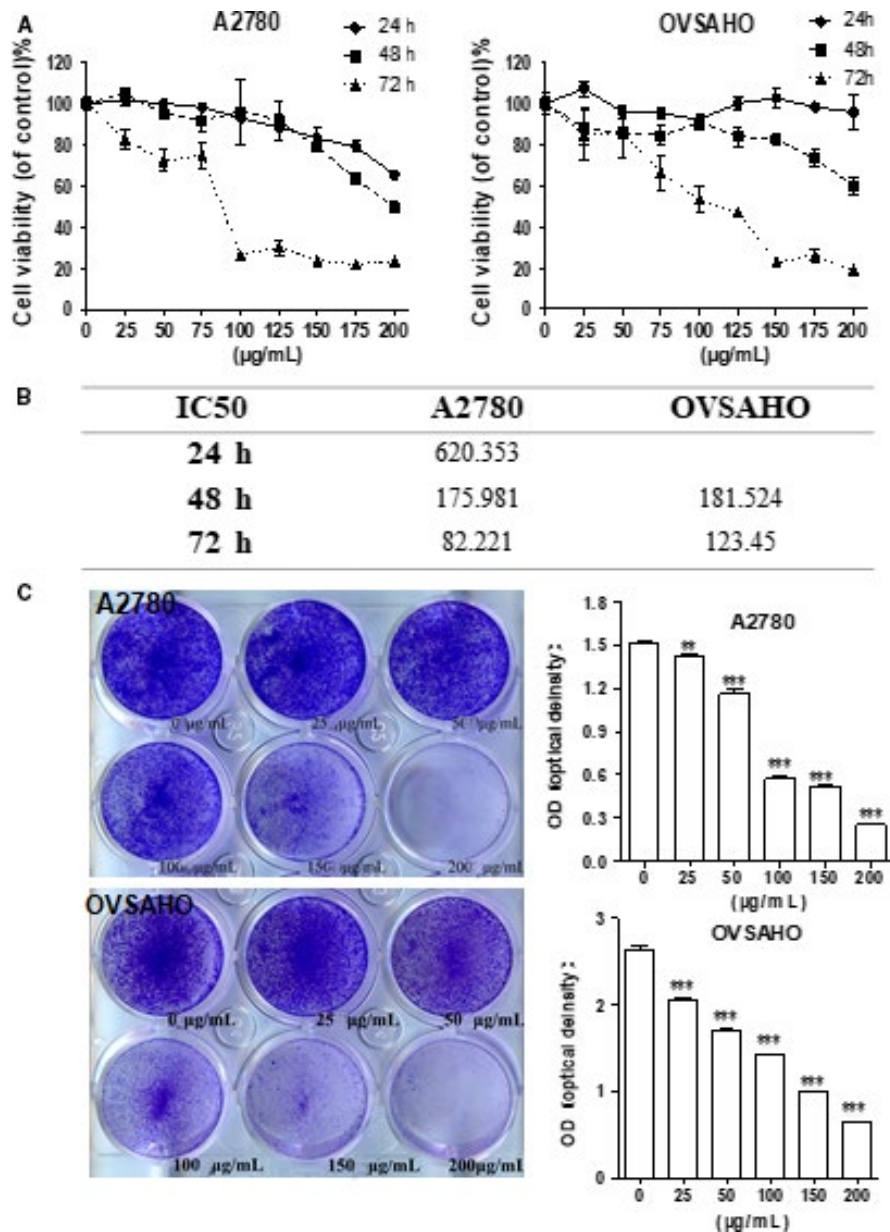 A
A2780
24 h
48 h
72 h
Cell viability (of control)%
120
100
80
60
40
20
0
0 25 50 75 100 125 150 175 200
(µg/mL)
OVSAHO
24h
48h
72h
Cell viability (of control)%
120
100
80
60
40
20
0
0 25 50 75 100 125 150 175 200
(µg/mL)
B
IC50 A2780 OVSAHO
24 h 620.353
48 h 175.981 181.524
72 h 82.221 123.45
C
A2780
0 µg/mL 25 µg/mL 50 µg/mL
100 µg/mL 150 µg/mL 200 µg/mL
A2780
OD (optical deinsity)
1.8
1.5
1.2
0.6
0.3
0.0
** *** *** *** ***
0 25 50 100 150 200
(µg/mL)
OVSAHO
0 µg/mL 25 µg/mL 50 µg/mL
100 µg/mL 150 µg/mL 200µg/mL
OVSAHO
OD (optical deinsity)
3
2
1
0
*** *** *** *** ***
0 25 50 100 150 200
(µg/mL)